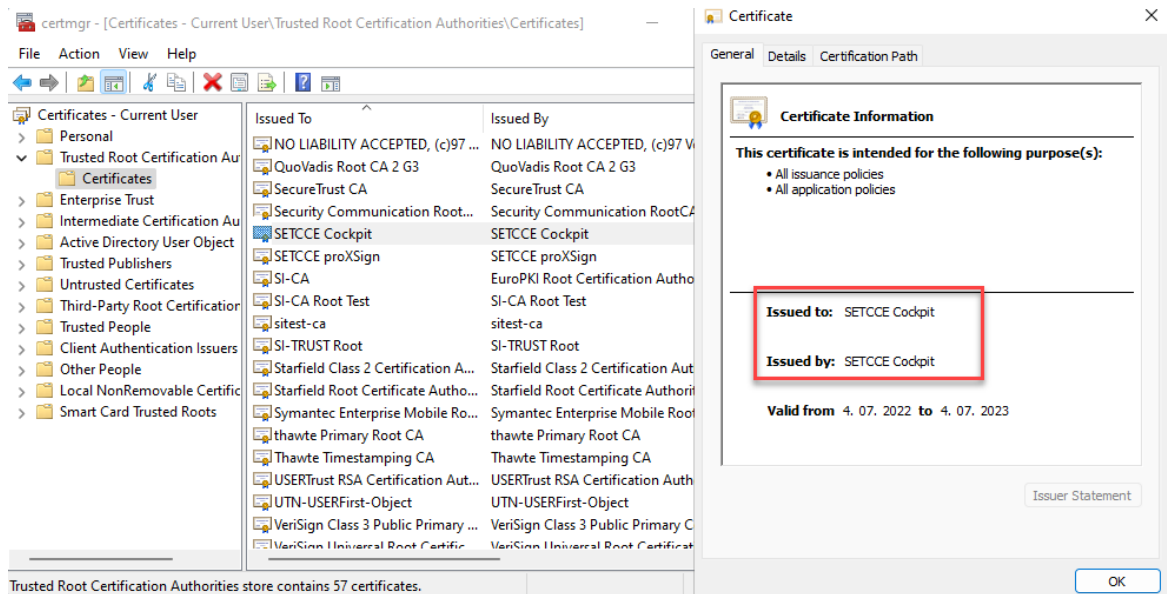 certmgr - [Certificates - Current User\Trusted Root Certification Authorities\Certificates]
File Action View Help
Certificates - Current User
Personal
Trusted Root Certification Au
Certificates
Enterprise Trust
Intermediate Certification Au
Active Directory User Object
Trusted Publishers
Untrusted Certificates
Third-Party Root Certification
Trusted People
Client Authentication Issuers
Other People
Local NonRemovable Certific
Smart Card Trusted Roots
Issued To Issued By
NO LIABILITY ACCEPTED, (c)97 ... NO LIABILITY ACCEPTED, (c)97 V
QuoVadis Root CA 2 G3 QuoVadis Root CA 2 G3
SecureTrust CA SecureTrust CA
Security Communication Root... Security Communication RootCA
SETCCE Cockpit SETCCE Cockpit
SETCCE proXSign SETCCE proXSign
SI-CA EuroPKI Root Certification Autho
SI-CA Root Test SI-CA Root Test
sitest-ca sitest-ca
SI-TRUST Root SI-TRUST Root
Starfield Class 2 Certification A... Starfield Class 2 Certification Aut
Starfield Root Certificate Autho... Starfield Root Certificate Authorit
Symantec Enterprise Mobile Ro... Symantec Enterprise Mobile Root
thawte Primary Root CA thawte Primary Root CA
Thawte Timestamping CA Thawte Timestamping CA
USERTrust RSA Certification Aut... USERTrust RSA Certification Auth
UTN-USERFirst-Object UTN-USERFirst-Object
VeriSign Class 3 Public Primary ... VeriSign Class 3 Public Primary C
VeriSign Universal Root Certific VeriSign Universal Root Certificat
Trusted Root Certification Authorities store contains 57 certificates.
Certificate
General Details Certification Path
Certificate Information
This certificate is intended for the following purpose(s):
• All issuance policies
• All application policies
Issued to: SETCCE Cockpit
Issued by: SETCCE Cockpit
Valid from 4. 07. 2022 to 4. 07. 2023
Issuer Statement
OK